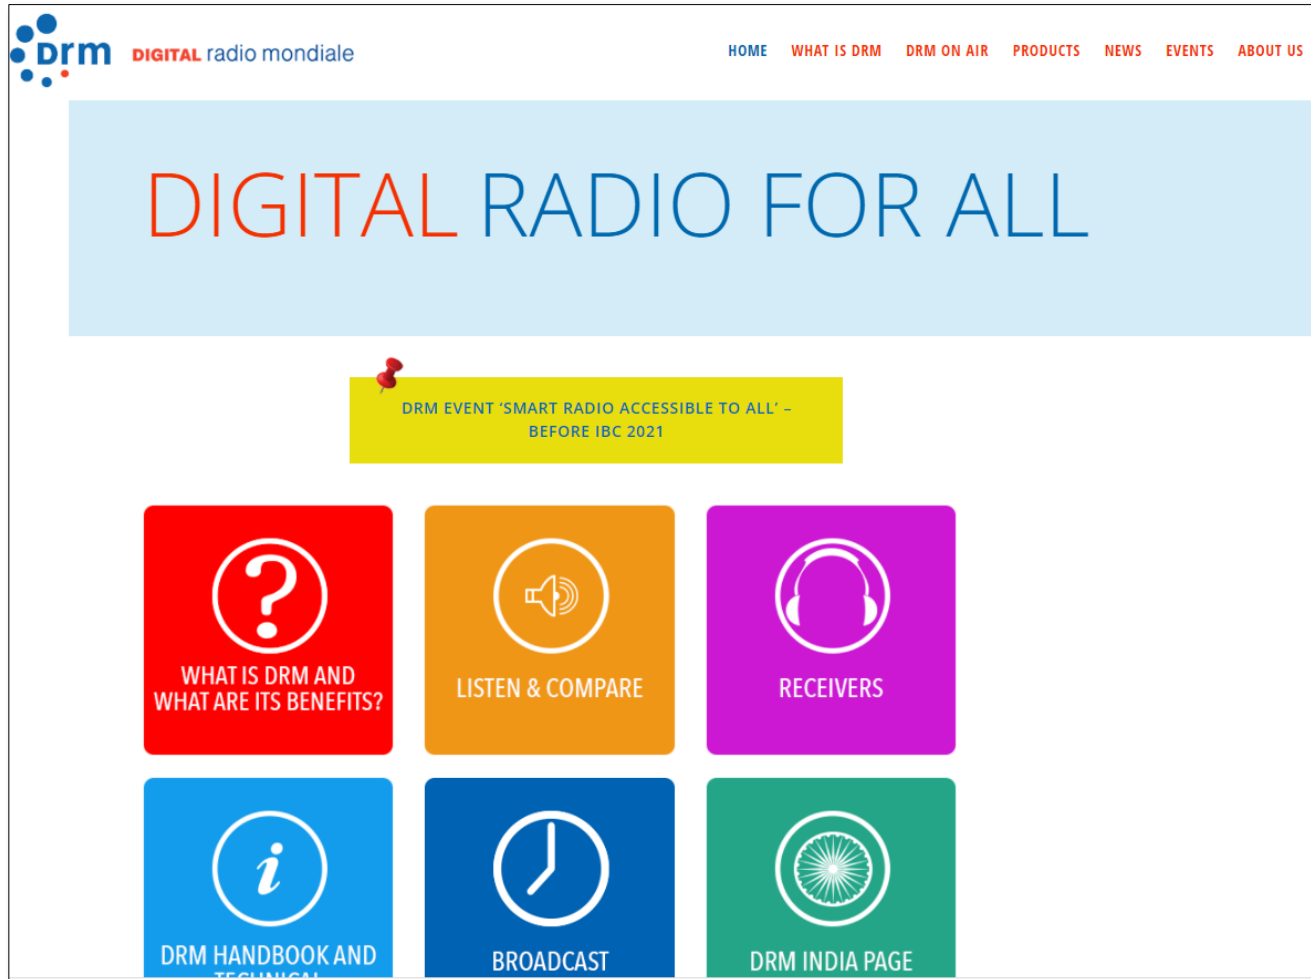 Drm DIGITAL radio mondiale
HOME WHAT IS DRM DRM ON AIR PRODUCTS NEWS EVENTS ABOUT US
DIGITAL RADIO FOR ALL
DRM EVENT ‘SMART RADIO ACCESSIBLE TO ALL’ –
BEFORE IBC 2021
?
WHAT IS DRM AND
WHAT ARE ITS BENEFITS?
LISTEN & COMPARE
RECEIVERS
i
DRM HANDBOOK AND
TECHNICAL
BROADCAST
DRM INDIA PAGE